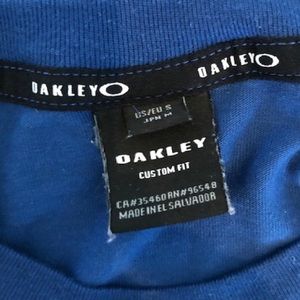 OAKLEY
OAKLEY
US/EU S
JPN M
OAKLEY
CUSTOM FIT
CA#35460RN#96548
MADE IN EL SALVADOR